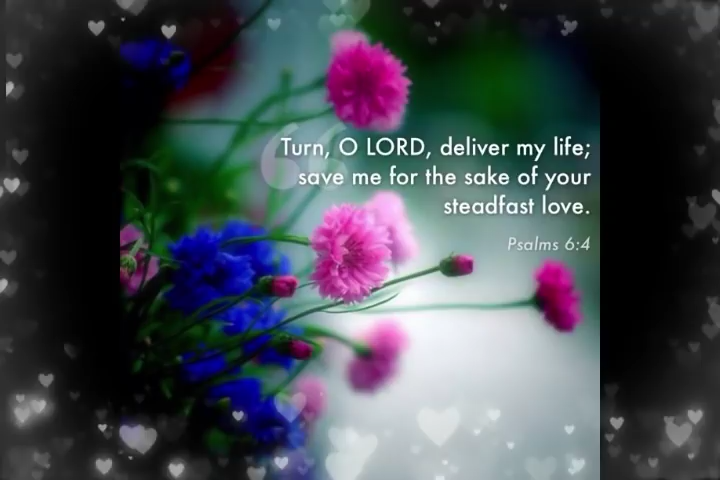 Turn, O LORD, deliver my life;
save me for the sake of your
steadfast love.
Psalms 6:4